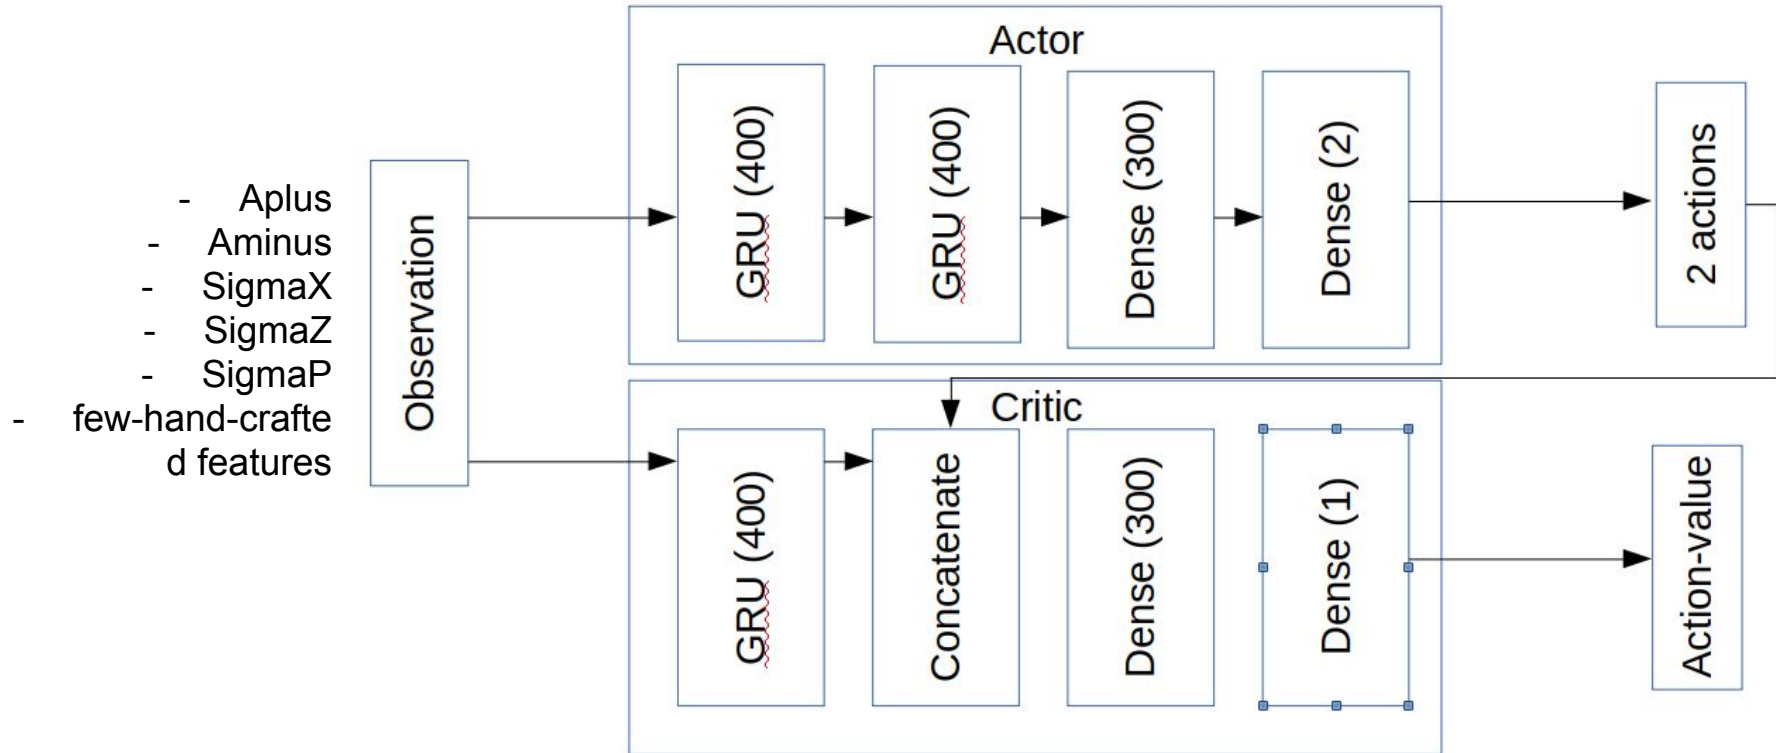 - Aplus
- Aminus
- SigmaX
- SigmaZ
- SigmaP
- few-hand-crafte
d features
Observation
Actor
GRU (400)
GRU (400)
Dense (300)
Dense (2)
2 actions
Critic
GRU (400)
Concatenate
Dense (300)
Dense (1)
Action-value